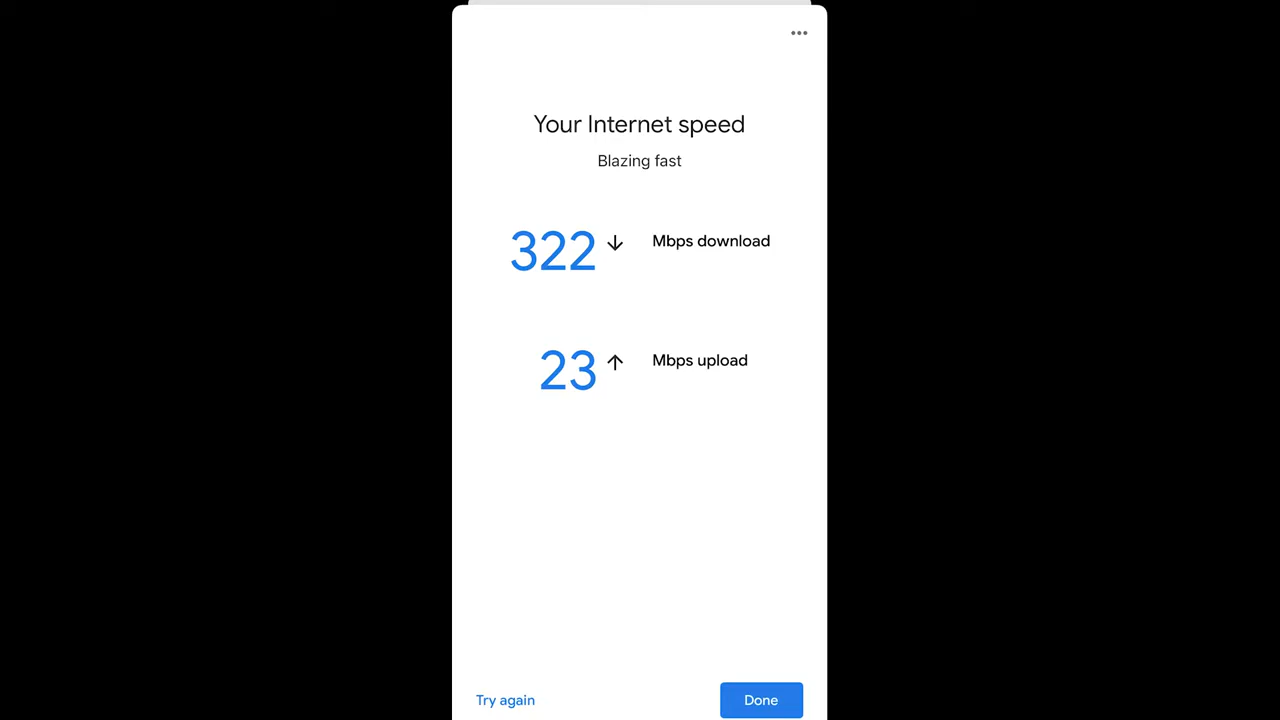 Your Internet speed
Blazing fast
322 ↓ Mbps download
23 ↑ Mbps upload
Try again
Done